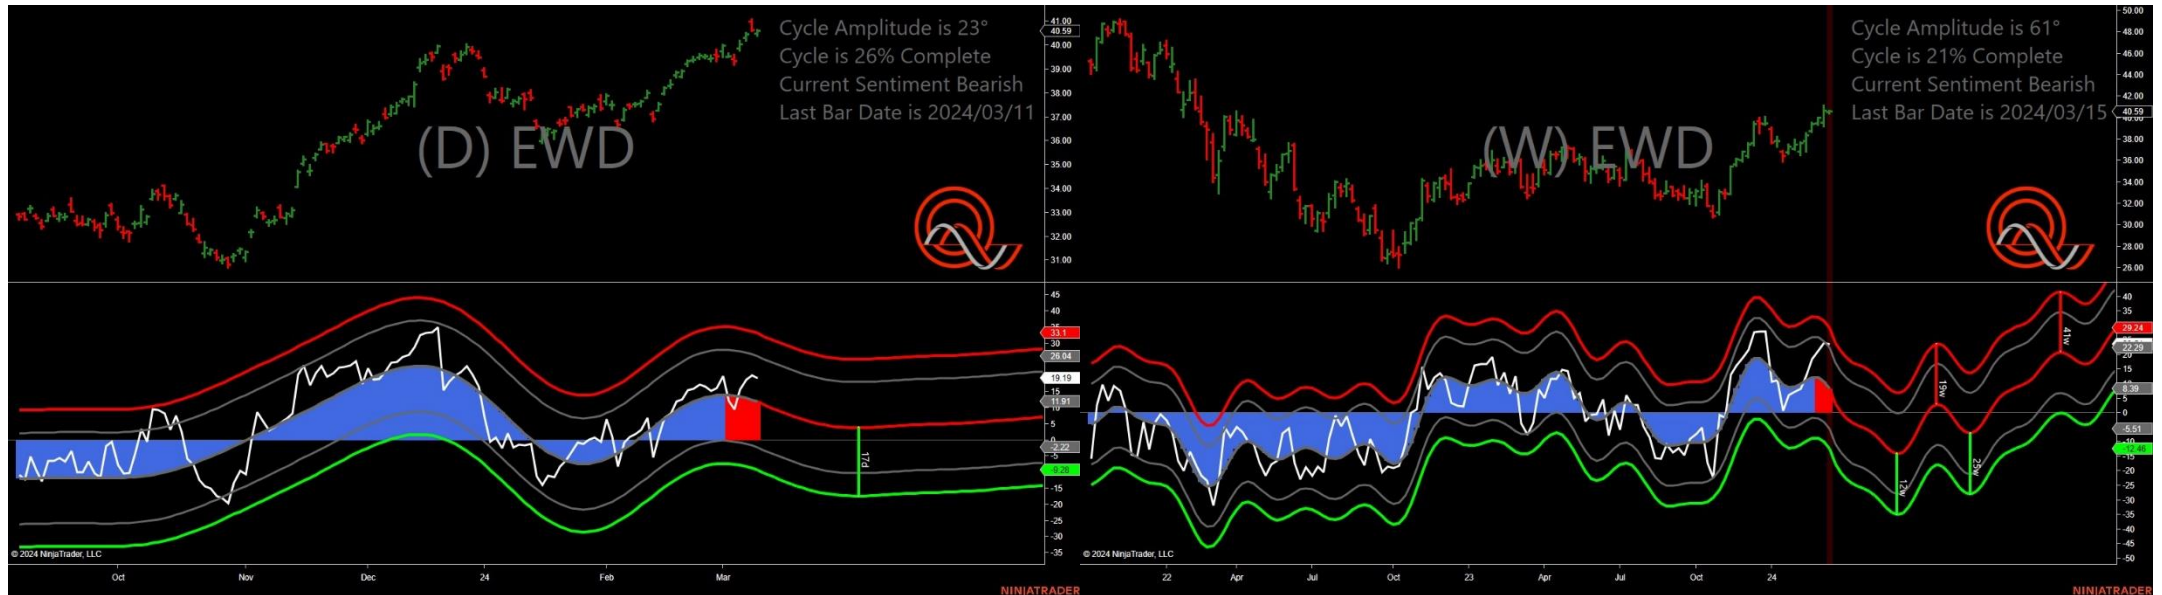 Cycle Amplitude is 23°
Cycle is 26% Complete
Current Sentiment Bearish
Last Bar Date is 2024/03/11
(D) EWD
41.00
40.59
40.00
39.00
38.00
37.00
36.00
35.00
34.00
33.00
32.00
31.00
45
40
33.1
30
26.04
19.19
11.91
10
5
0
-2.22
-5
-9.28
-15
-20
-25
-30
-35
17d
© 2024 NinjaTrader, LLC
Oct
Nov
Dec
24
Feb
Mar
NINJATRADER
Cycle Amplitude is 61°
Cycle is 21% Complete
Current Sentiment Bearish
Last Bar Date is 2024/03/15
(W) EWD
50.00
48.00
46.00
44.00
42.00
40.59
40.00
38.00
36.00
34.00
32.00
30.00
28.00
26.00
40
35
29.24
22.29
20
15
8.39
5
0
-5.51
-10
-12.46
-15
-20
-25
-30
-35
-40
-45
-50
41w
19w
25w
12w
© 2024 NinjaTrader, LLC
22
Apr
Jul
Oct
23
Apr
Jul
Oct
24
NINJATRADER